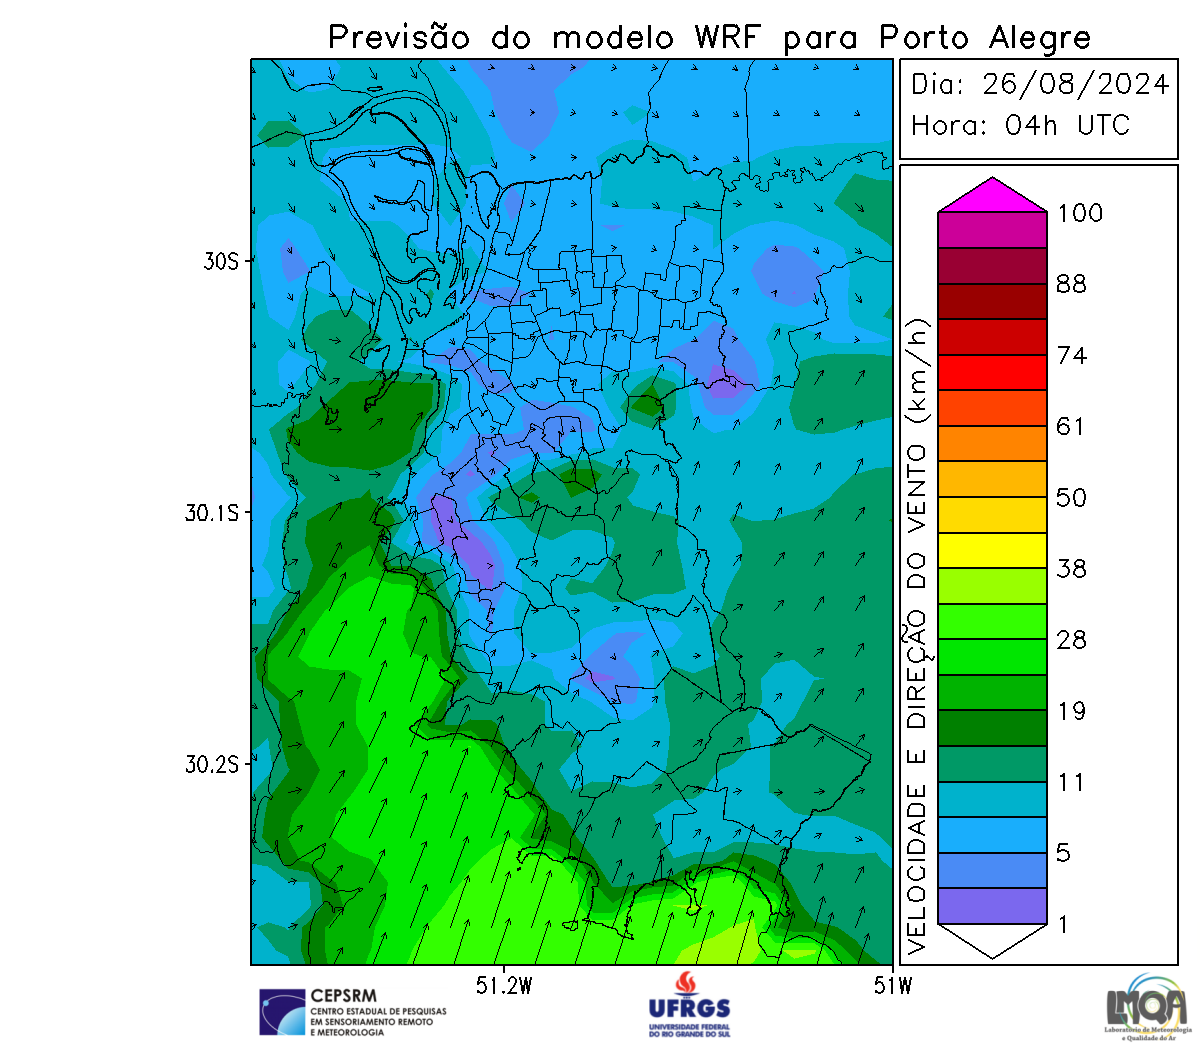 Previsão do modelo WRF para Porto Alegre
Dia: 26/08/2024
Hora: 04h UTC
30S
30.1S
30.2S
51.2W
51W
VELOCIDADE E DIREÇÃO DO VENTO (km/h)
100
88
74
61
50
38
28
19
11
5
1
CEPSRM
CENTRO ESTADUAL DE PESQUISAS
EM SENSORIAMENTO REMOTO
E METEOROLOGIA
UFRGS
UNIVERSIDADE FEDERAL
DO RIO GRANDE DO SUL
LMQA
Laboratório de Meteorologia
e Qualidade do Ar